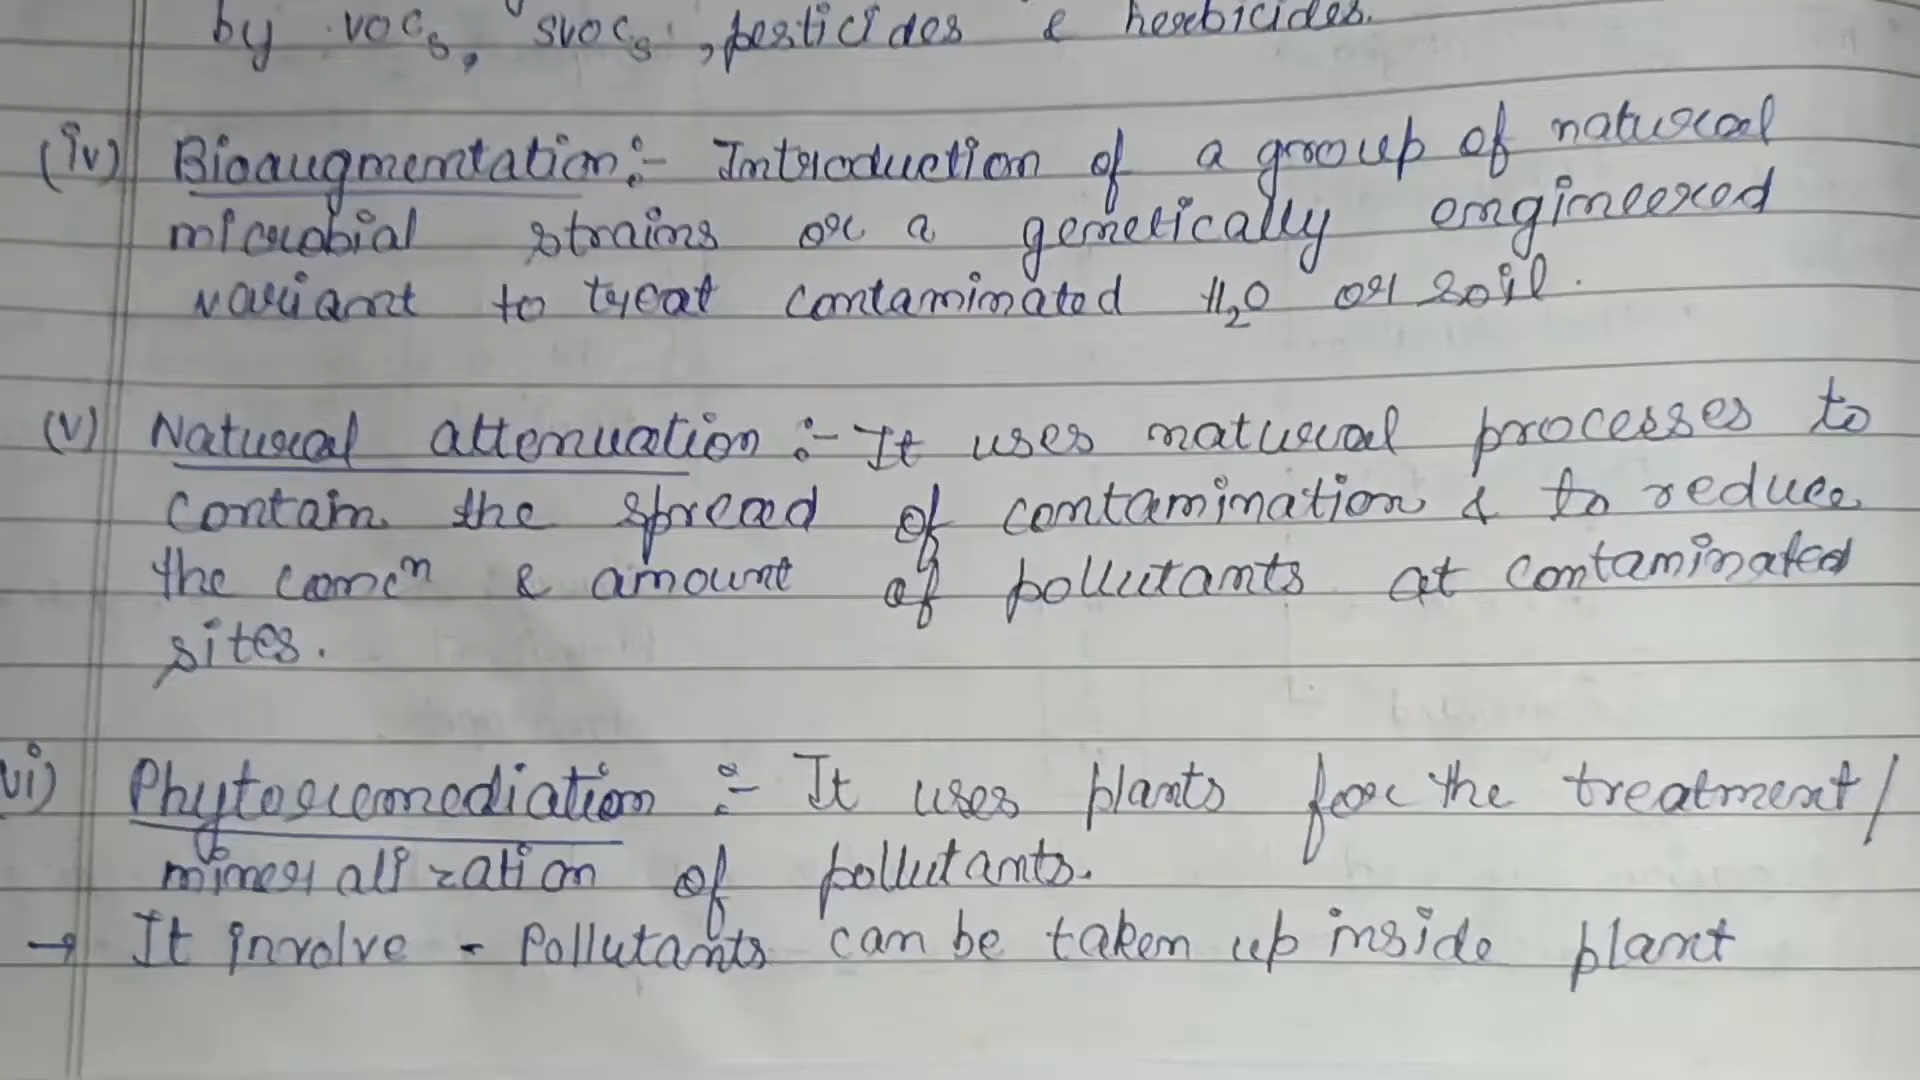 by VOCs, SVOCs, pesticides & herbicides.
(iv) Bioaugmentation :- Introduction of a group of natural
microbial strains or a genetically engineered
variant to treat contaminated H₂O or soil.
(v) Natural attenuation :- It uses natural processes to
contain the spread of contamination & to reduce
the concⁿ & amount of pollutants at contaminated
sites.
vi) Phytoremediation :- It uses plants for the treatment/
mineralization of pollutants.
→ It involve - Pollutants can be taken up inside plant